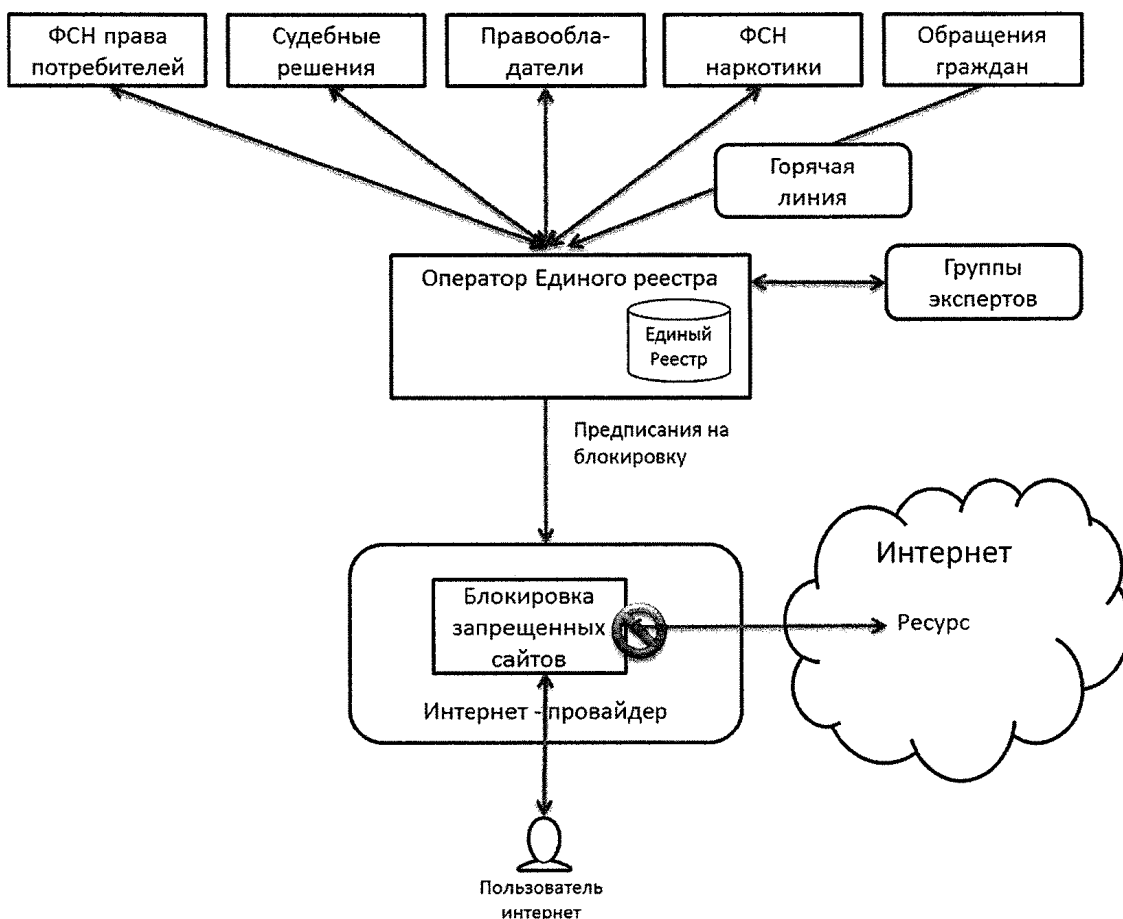 ФСН права
потребителей
Судебные
решения
Правообла-
датели
ФСН
наркотики
Обращения
граждан
Горячая
линия
Оператор Единого реестра
Группы
экспертов
Единый
Реестр
Предписания на
блокировку
Интернет
Блокировка
запрещенных
сайтов
Ресурс
Интернет - провайдер
Пользователь
интернет